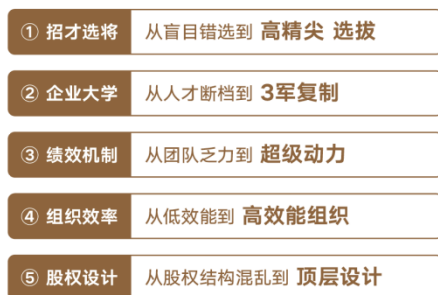 ① 招才选将 从盲目错选到 高精尖 选拔
② 企业大学 从人才断档到 3军复制
③ 绩效机制 从团队乏力到 超级动力
④ 组织效率 从低效能到 高效能组织
⑤ 股权设计 从股权结构混乱到 顶层设计